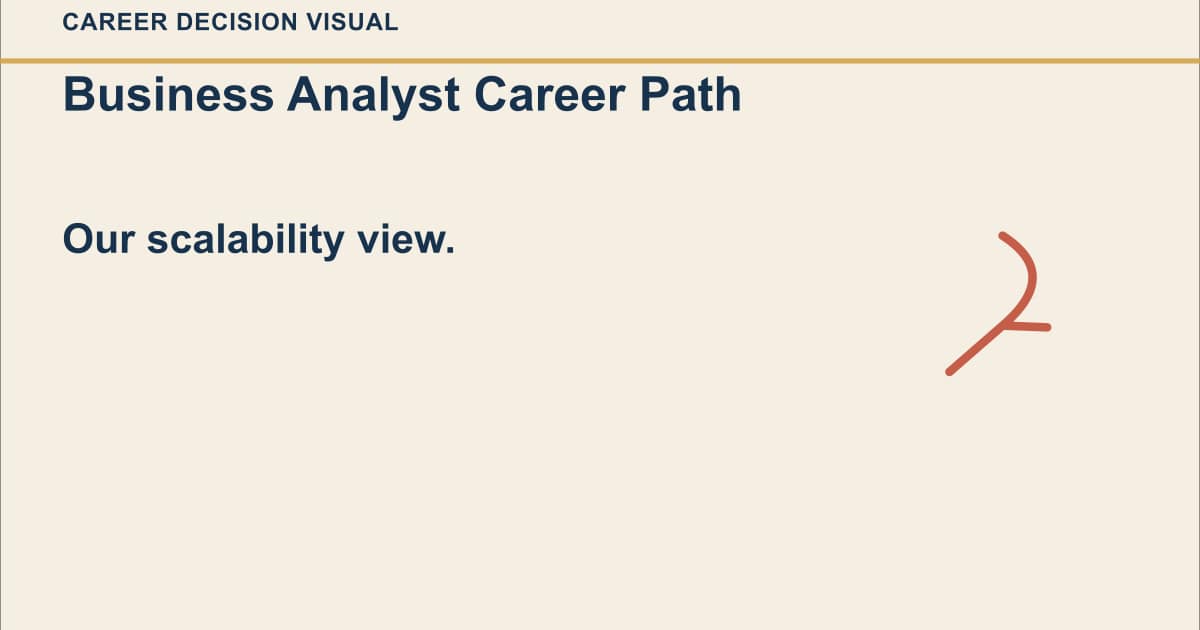 CAREER DECISION VISUAL
Business Analyst Career Path
Our scalability view.